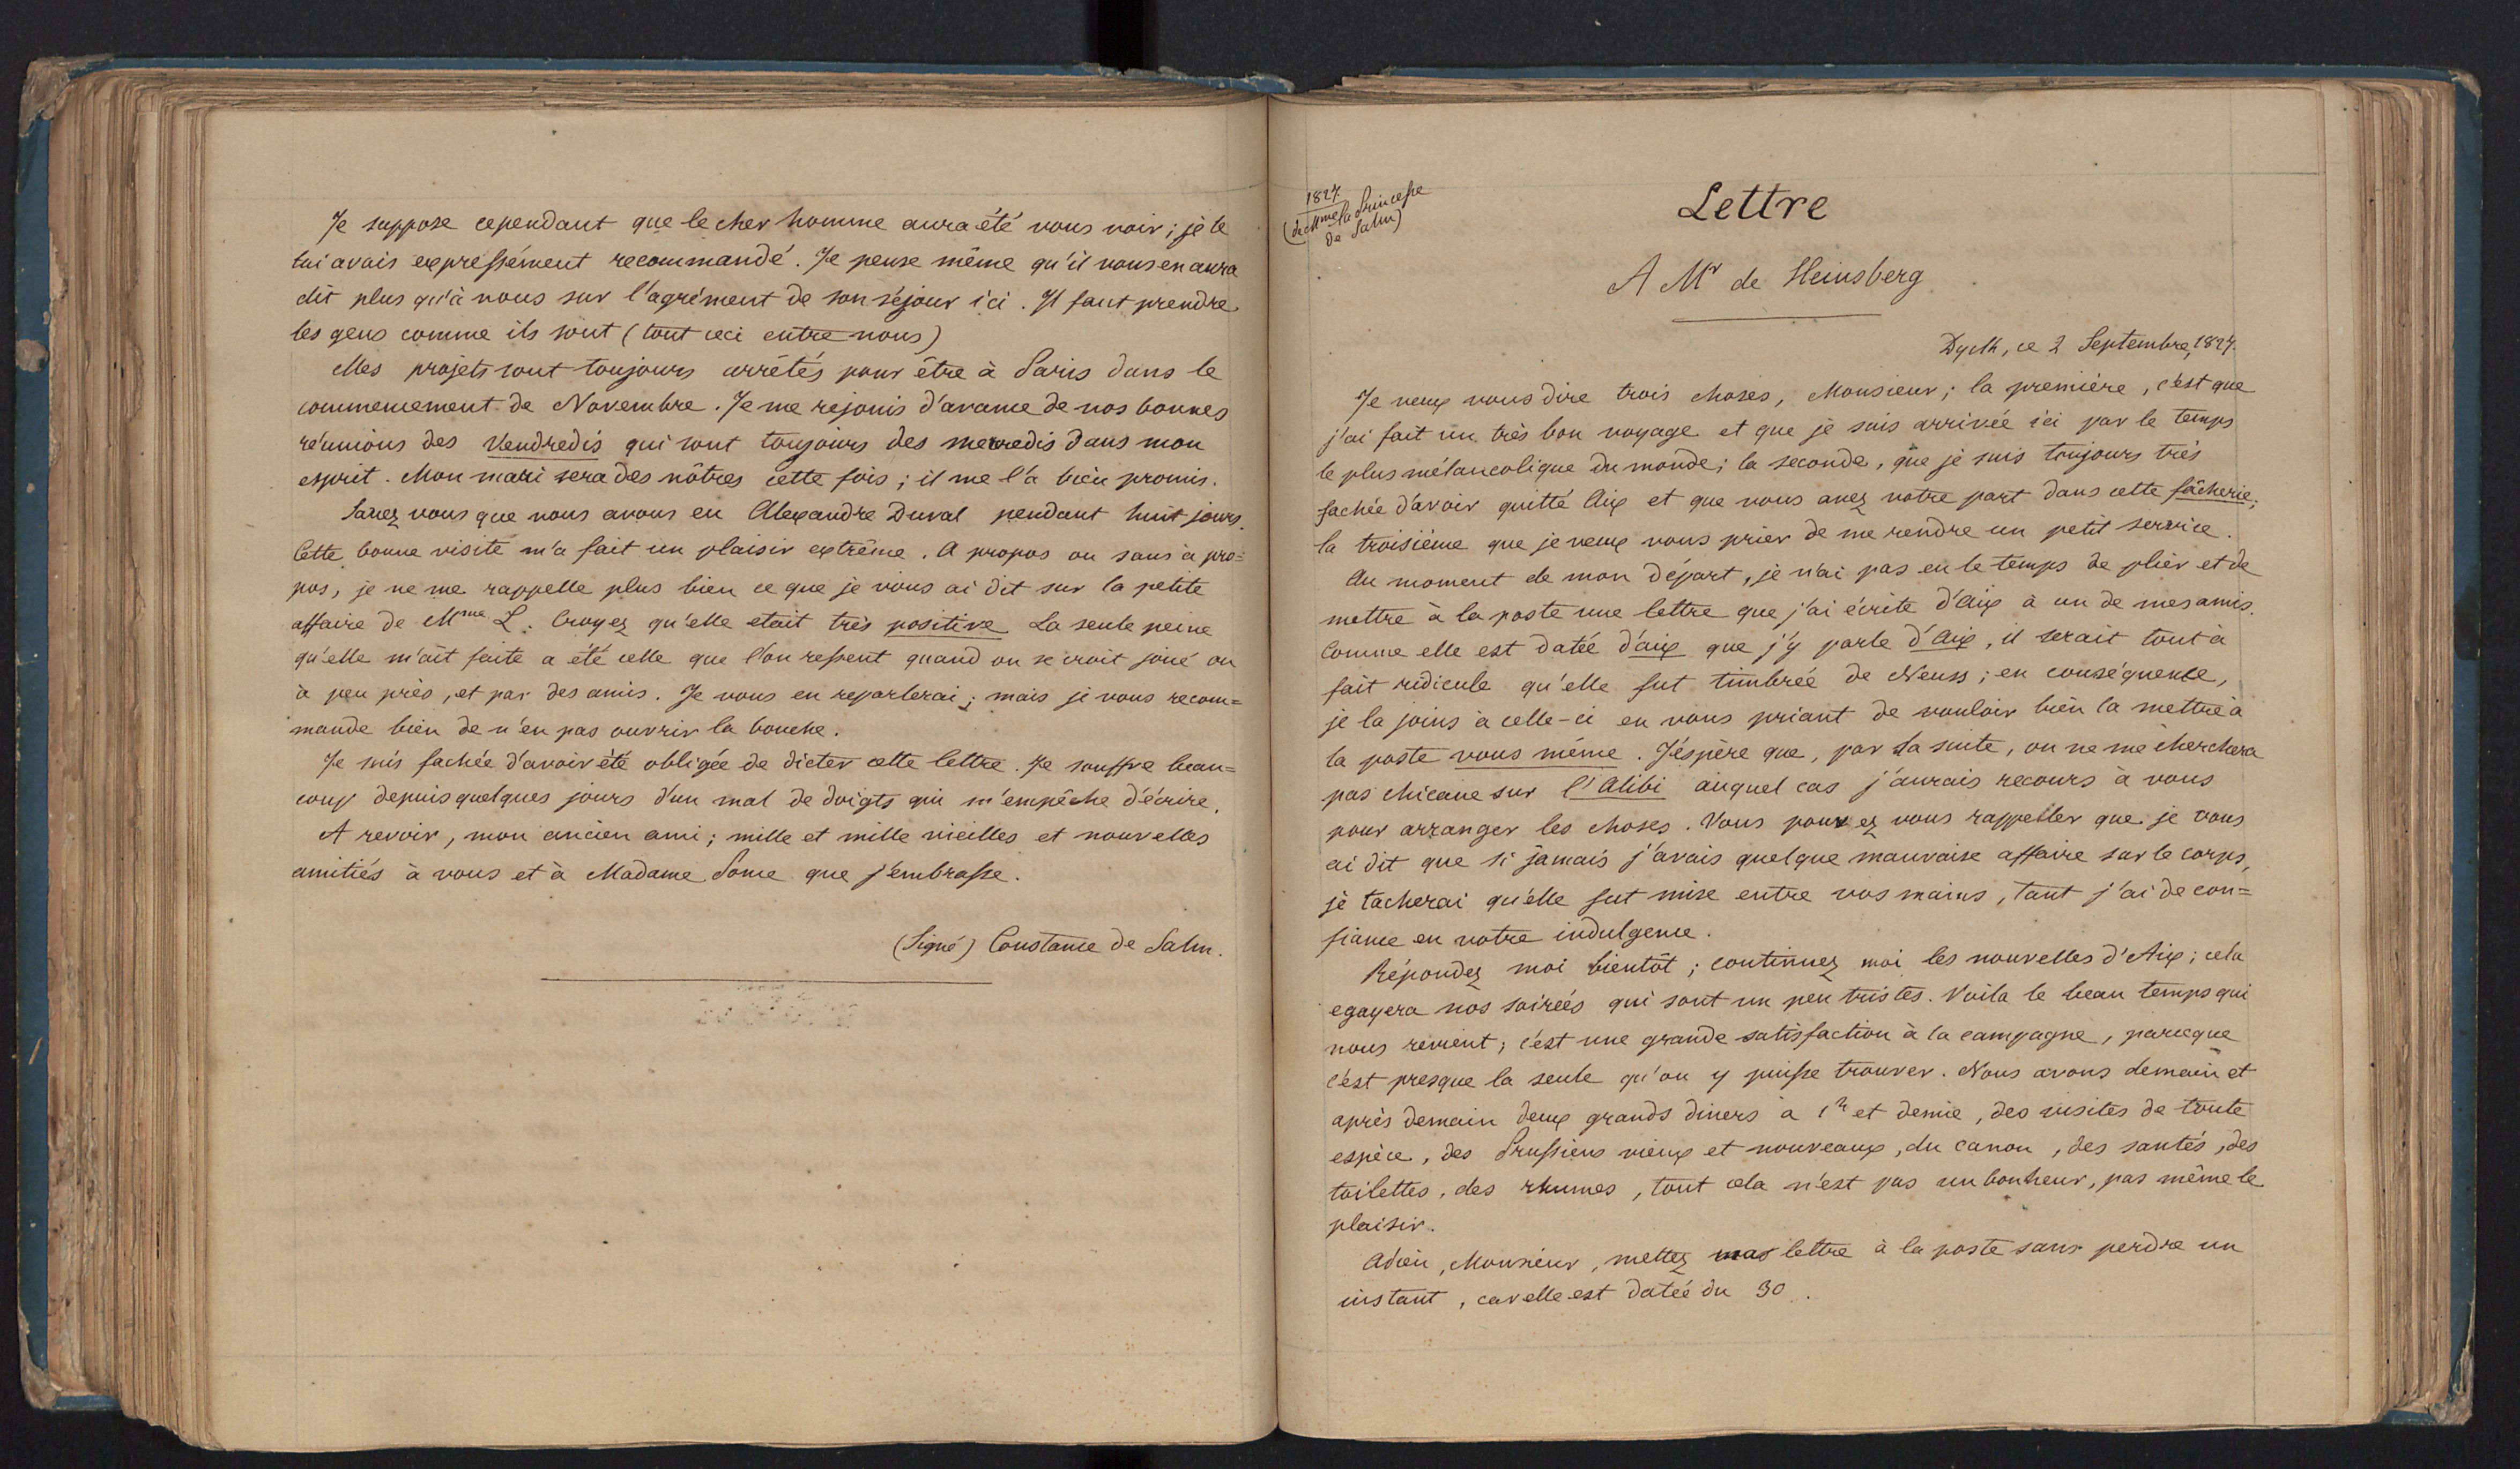 Je suppose cependant que le cher homme aura été vous voir; je le
lui avais expressément recommandé. Je pense même qu'il vous en aura
dit plus qu'à nous sur l'agrément de son séjour ici. Il faut prendre
les gens comme ils sont (tout ceci entre nous)
Mes projets sont toujours arrêtés pour être à Paris dans le
commencement de Novembre. Je me rejouis d'avance de nos bonnes
réunions des Vendredis qui sont toujours des mercredis dans mon
esprit. Mon mari sera des nôtres cette fois; il me l'a bien promis.
Savez vous que nous avons eu Alexandre Duval pendant huit jours.
Cette bonne visite m'a fait un plaisir extrême. A propos ou sans à pro=
pos, je ne me rappelle plus bien ce que je vous ai dit sur la petite
affaire de Mme L. Croyez qu'elle etait très positive La seule peine
qu'elle m'ait faite a été celle que l'on ressent quand on se croit joué ou
à peu près, et par des amis. Je vous en reparlerai; mais je vous recom=
mande bien de n'en pas ouvrir la bouche.
Je suis fachée d'avoir été obligée de dicter cette lettre. Je souffre beau=
coup depuis quelques jours d'un mal de doigts qui m'empêche d'écrire.
A revoir, mon ancien ami; mille et mille vieilles et nouvelles
amitiés à vous et à Madame Some que j'embrasse.
(Signé) Constance de Salm.
1827.
(de Mme la Princesse
de Salm)
Lettre
A Mr de Heinsberg
Dyck, ce 2 Septembre, 1827.
Je veux vous dire trois choses, Monsieur; la première, c'est que
j'ai fait un très bon voyage et que je suis arrivée ici par le temps
le plus mélancolique du monde; la seconde, que je suis toujours très
fachée d'avoir quitté Aix et que vous avez votre part dans cette fâcherie;
la troisième que je veux vous prier de me rendre un petit service.
Au moment de mon départ, je n'ai pas eu le temps de plier et de
mettre à la poste une lettre que j'ai écrite d'Aix à un de mes amis.
Comme elle est datée d'aix que j'y parle d'Aix, il serait tout à
fait ridicule qu'elle fut timbrée de Neuss; en conséquence,
je la joins à celle-ci en vous priant de vouloir bien la mettre à
la poste vous même. J'éspère que, par la suite, on ne me cherchera
pas chicane sur l'Alibi auquel cas j'aurais recours à vous
pour arranger les choses. Vous pouvez vous rappeller que je vous
ai dit que si jamais j'avais quelque mauvaise affaire sur le corps,
je tacherai qu'elle fut mise entre vos mains, tant j'ai de con=
fiance en votre indulgence.
Répondez moi bientôt; continuez moi les nouvelles d'Aix; cela
egayera nos soirées qui sont un peu tristes. Voila le beau temps qui
nous revient; c'est une grande satisfaction à la campagne, parceque
c'est presque la seule qu'on y puisse trouver. Nous avons demain et
après demain deux grands diners a 1h et demie, des visites de toute
espèce, des Prussiens vieux et nouveaux, du canon, des santés, des
toilettes, des rhumes, tout cela n'est pas un bonheur, pas même le
plaisir.
Adieu, Monsieur, mettez ma lettre à la poste sans perdre un
instant, car elle est datée du 30.